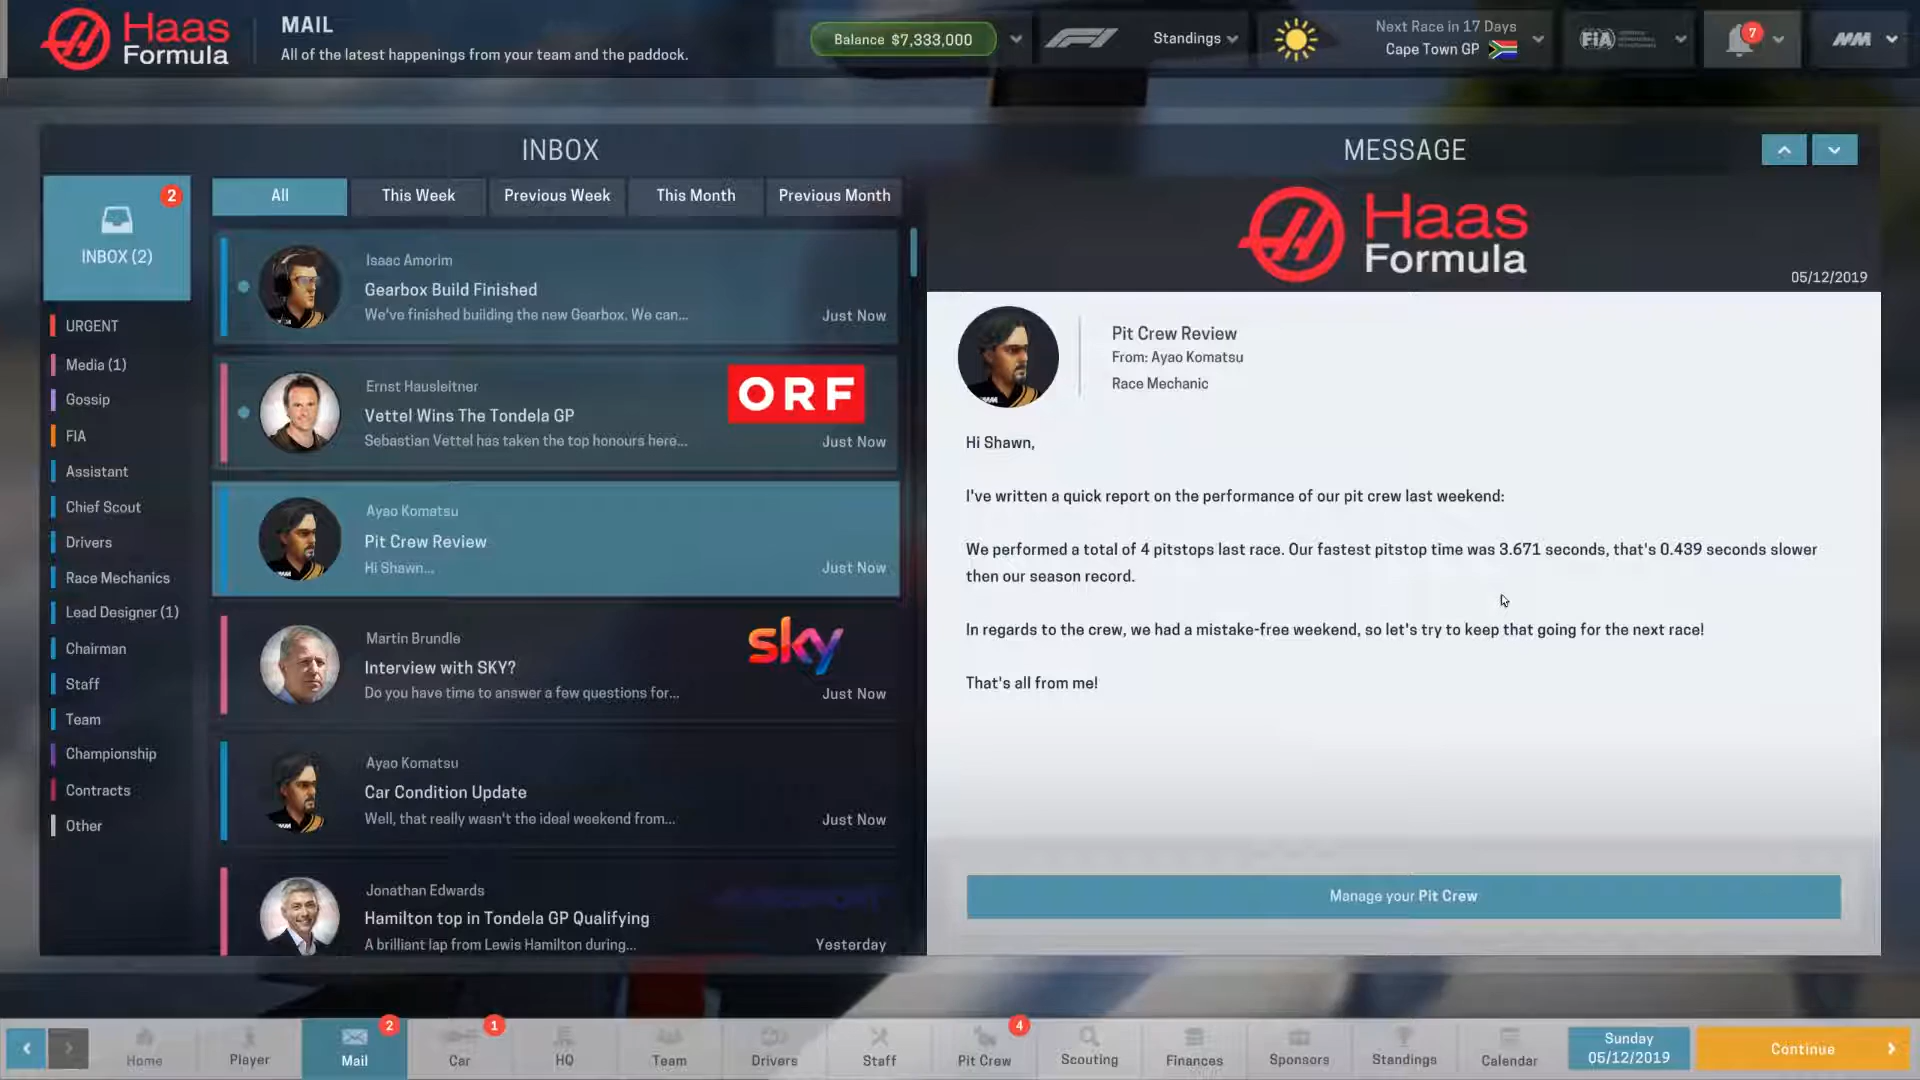 Haas
Formula
MAIL
All of the latest happenings from your team and the paddock.
Balance $7,333,000
Standings
Next Race in 17 Days
Cape Town GP
FIA
7
INBOX
MESSAGE
2
INBOX (2)
All
This Week
Previous Week
This Month
Previous Month
URGENT
Media (1)
Gossip
FIA
Assistant
Chief Scout
Drivers
Race Mechanics
Lead Designer (1)
Chairman
Staff
Team
Championship
Contracts
Other
Isaac Amorim
Gearbox Build Finished
We've finished building the new Gearbox. We can...
Just Now
Ernst Hausleitner
Vettel Wins The Tondela GP
Sebastian Vettel has taken the top honours here...
ORF
Just Now
Ayao Komatsu
Pit Crew Review
Hi Shawn...
Just Now
Martin Brundle
Interview with SKY?
Do you have time to answer a few questions for...
sky
Just Now
Ayao Komatsu
Car Condition Update
Well, that really wasn't the ideal weekend from...
Just Now
Jonathan Edwards
Hamilton top in Tondela GP Qualifying
A brilliant lap from Lewis Hamilton during...
Yesterday
Haas
Formula
05/12/2019
Pit Crew Review
From: Ayao Komatsu
Race Mechanic
Hi Shawn,
I've written a quick report on the performance of our pit crew last weekend:
We performed a total of 4 pitstops last race. Our fastest pitstop time was 3.671 seconds, that's 0.439 seconds slower
then our season record.
In regards to the crew, we had a mistake-free weekend, so let's try to keep that going for the next race!
That's all from me!
Manage your Pit Crew
Home
Player
Mail
2
Car
1
HQ
Team
Drivers
Staff
Pit Crew
4
Scouting
Finances
Sponsors
Standings
Calendar
Sunday
05/12/2019
Continue